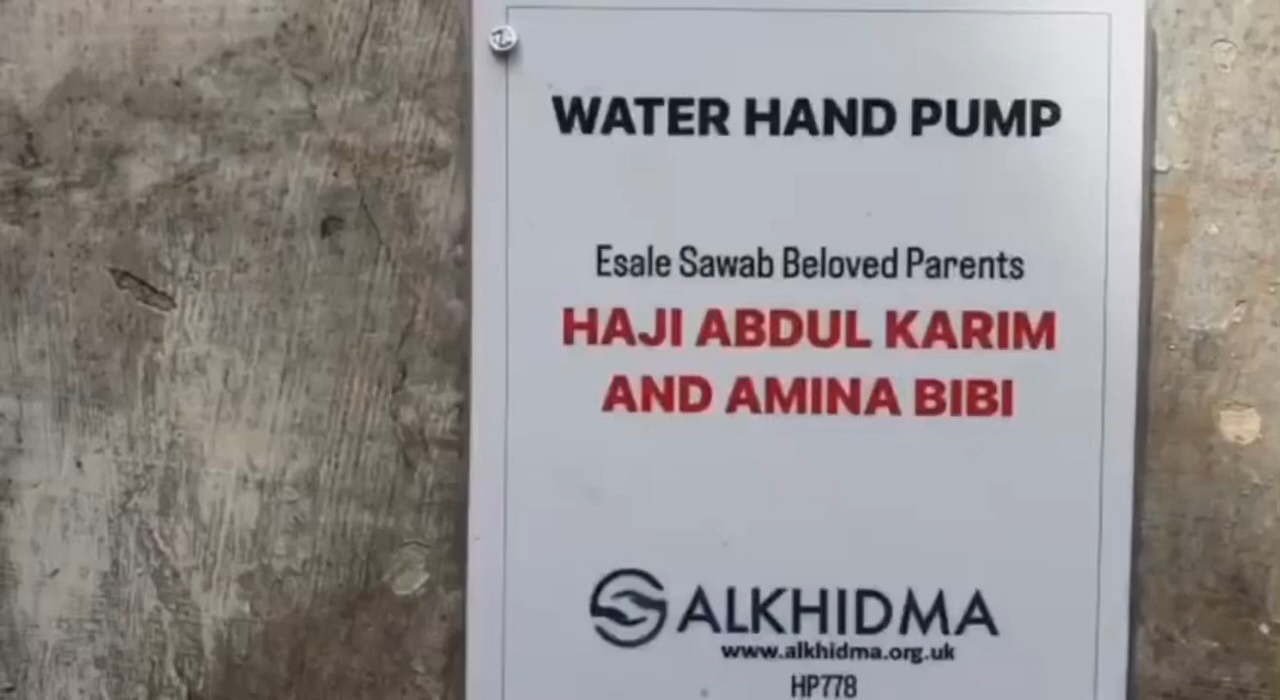 WATER HAND PUMP
Esale Sawab Beloved Parents
HAJI ABDUL KARIM
AND AMINA BIBI
ALKHIDMA
www.alkhidma.org.uk
HP778